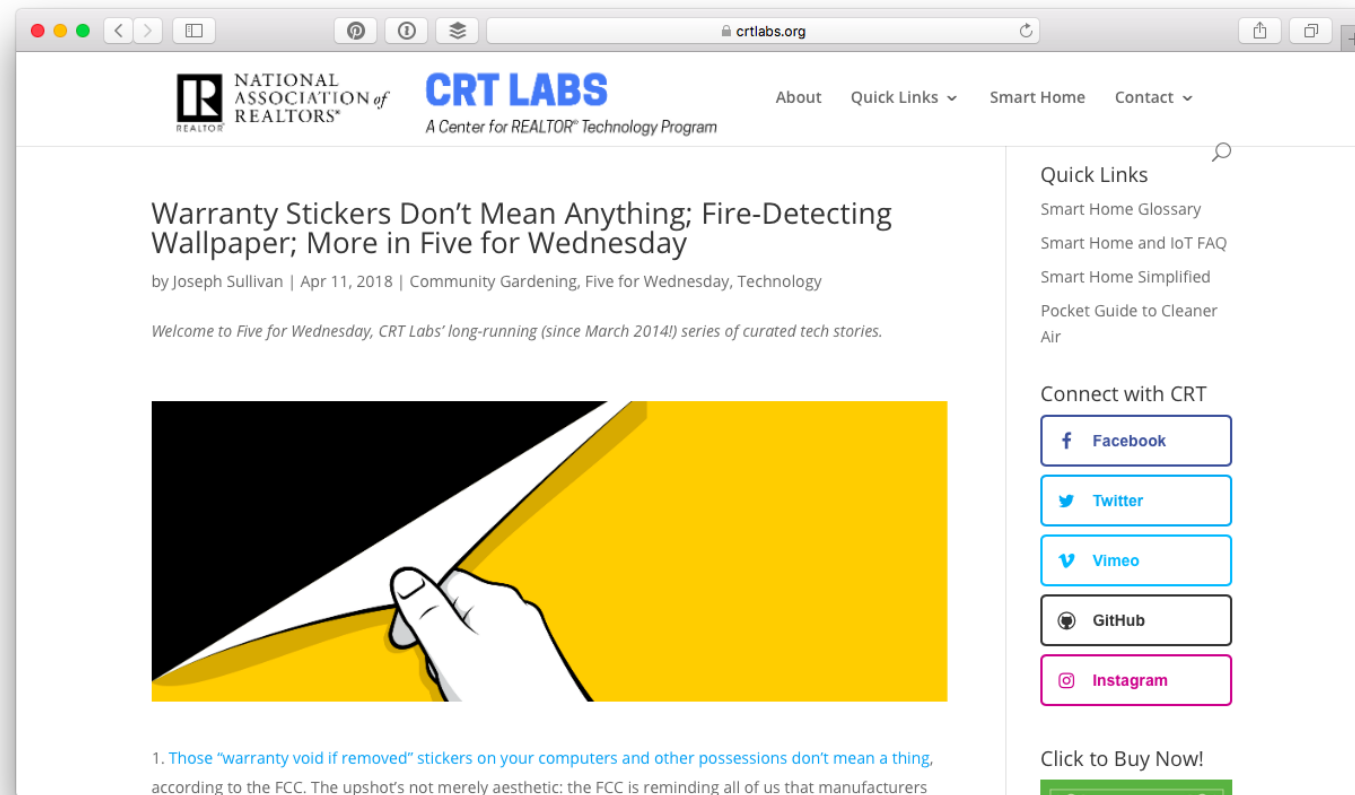 crtlabs.org
NATIONAL
ASSOCIATION of
REALTORS®
REALTOR®
CRT LABS
A Center for REALTOR® Technology Program
About
Quick Links
Smart Home
Contact
Warranty Stickers Don’t Mean Anything; Fire-Detecting
Wallpaper; More in Five for Wednesday
by Joseph Sullivan | Apr 11, 2018 | Community Gardening, Five for Wednesday, Technology
Welcome to Five for Wednesday, CRT Labs’ long-running (since March 2014!) series of curated tech stories.
1. Those “warranty void if removed” stickers on your computers and other possessions don’t mean a thing,
according to the FCC. The upshot’s not merely aesthetic: the FCC is reminding all of us that manufacturers
Quick Links
Smart Home Glossary
Smart Home and IoT FAQ
Smart Home Simplified
Pocket Guide to Cleaner
Air
Connect with CRT
Facebook
Twitter
Vimeo
GitHub
Instagram
Click to Buy Now!